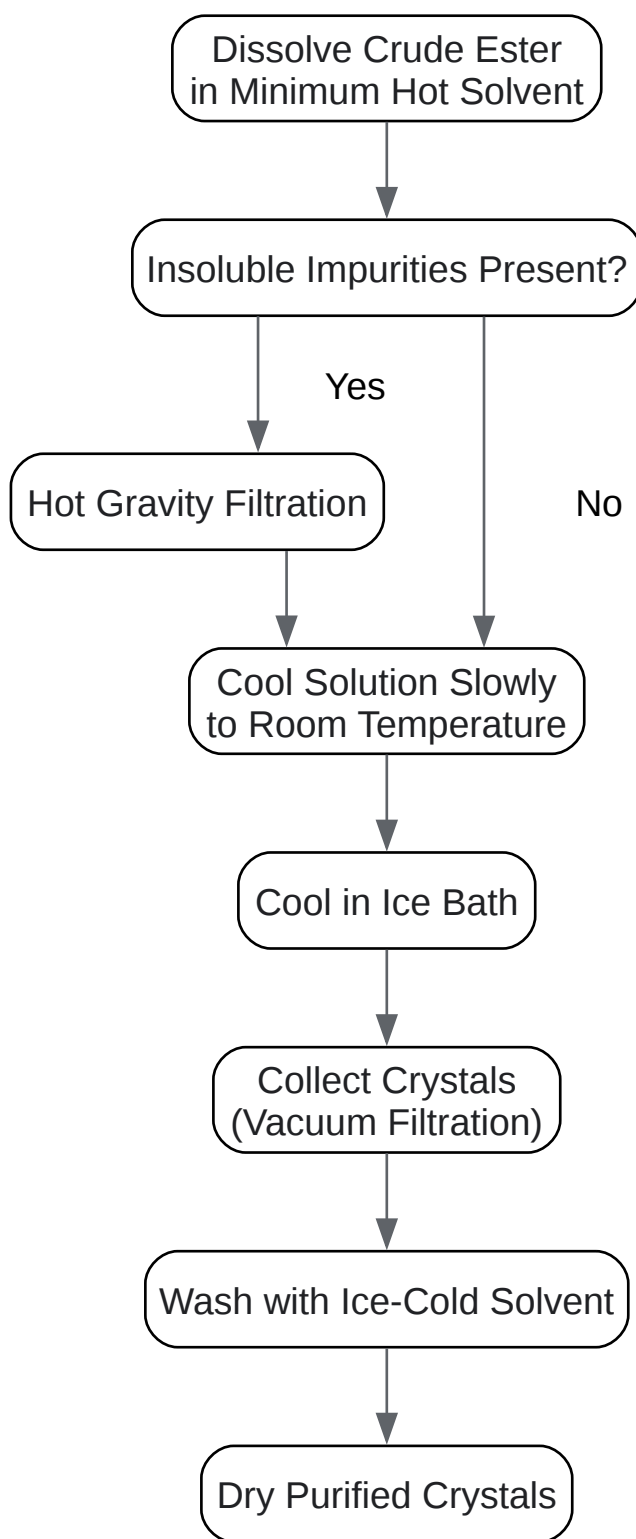 Dissolve Crude Ester
in Minimum Hot Solvent
Insoluble Impurities Present?
Yes
Hot Gravity Filtration
No
Cool Solution Slowly
to Room Temperature
Cool in Ice Bath
Collect Crystals
(Vacuum Filtration)
Wash with Ice-Cold Solvent
Dry Purified Crystals